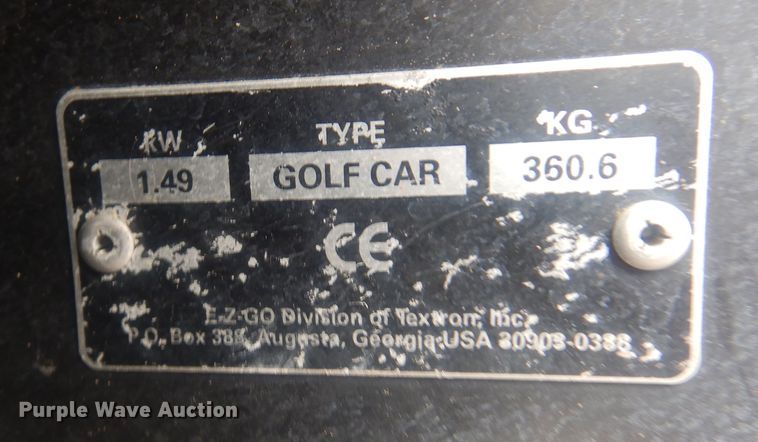 KW TYPE KG
1.49 GOLF CAR 360.6
CE
E-Z-GO Division of Textron, Inc.
P.O. Box 388, Augusta, Georgia USA 30903-0388
Purple Wave Auction